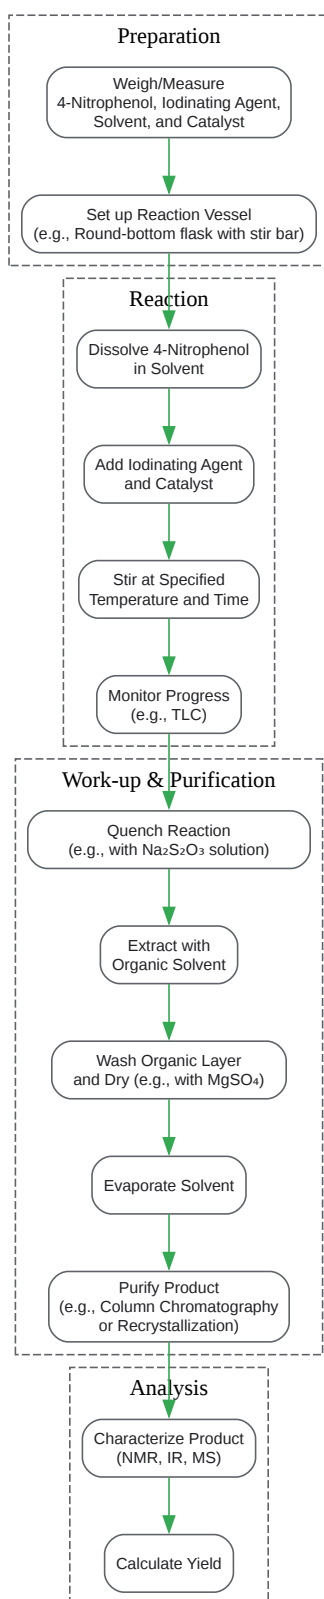 Preparation
Weigh/Measure
4-Nitrophenol, Iodinating Agent,
Solvent, and Catalyst
Set up Reaction Vessel
(e.g., Round-bottom flask with stir bar)
Reaction
Dissolve 4-Nitrophenol
in Solvent
Add Iodinating Agent
and Catalyst
Stir at Specified
Temperature and Time
Monitor Progress
(e.g., TLC)
Work-up & Purification
Quench Reaction
(e.g., with Na₂S₂O₃ solution)
Extract with
Organic Solvent
Wash Organic Layer
and Dry (e.g., with MgSO₄)
Evaporate Solvent
Purify Product
(e.g., Column Chromatography
or Recrystallization)
Analysis
Characterize Product
(NMR, IR, MS)
Calculate Yield